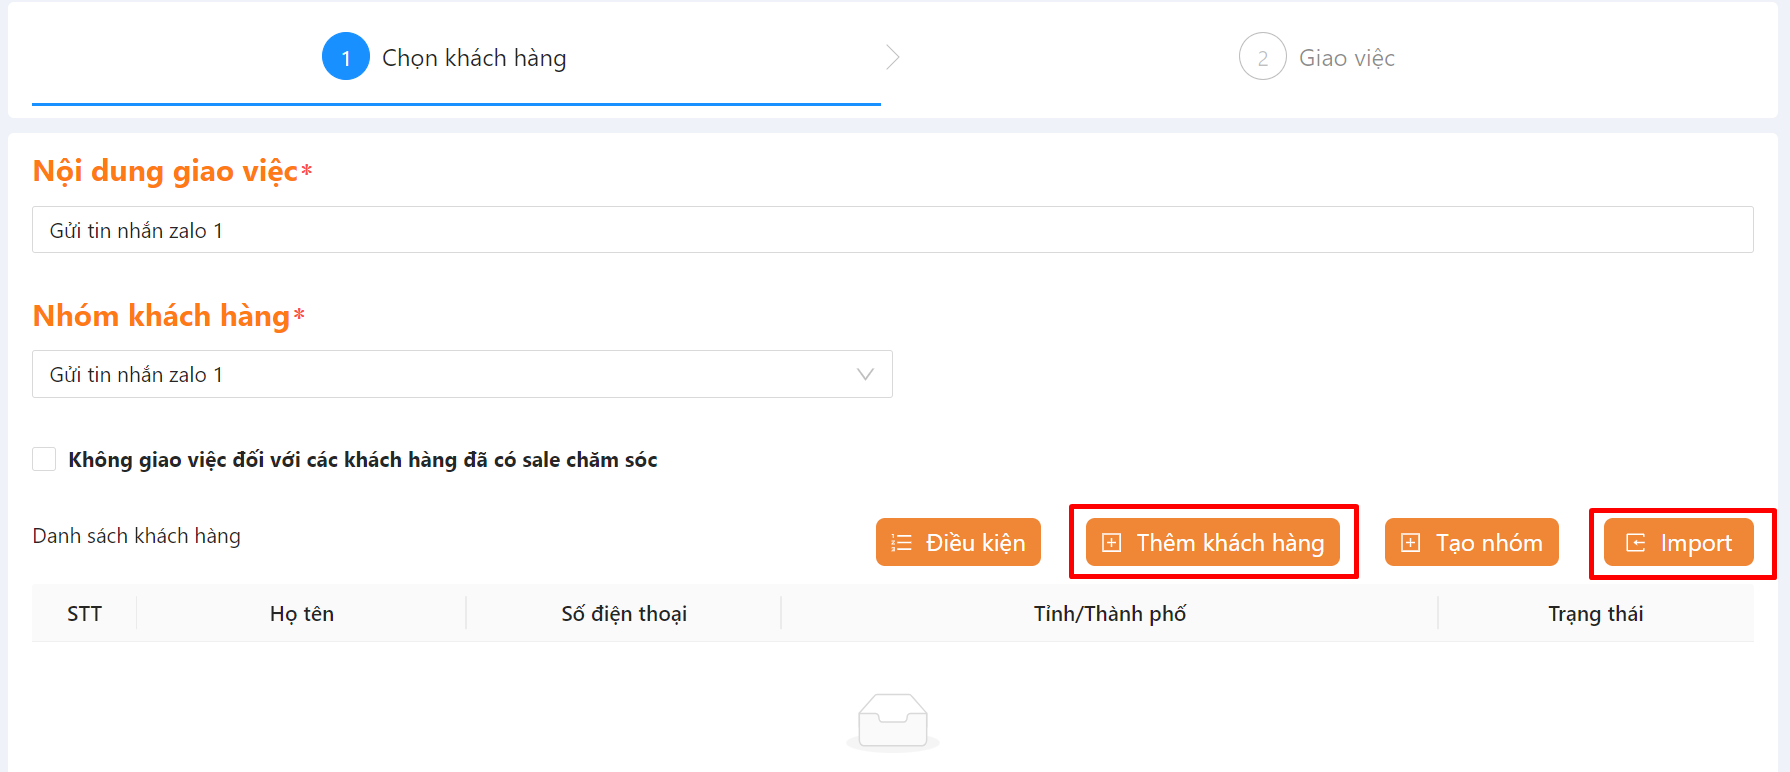 1 Chọn khách hàng
2 Giao việc
Nội dung giao việc*
Gửi tin nhắn zalo 1
Nhóm khách hàng*
Gửi tin nhắn zalo 1
Không giao việc đối với các khách hàng đã có sale chăm sóc
Danh sách khách hàng Điều kiện Thêm khách hàng Tạo nhóm Import
STT Họ tên Số điện thoại Tỉnh/Thành phố Trạng thái